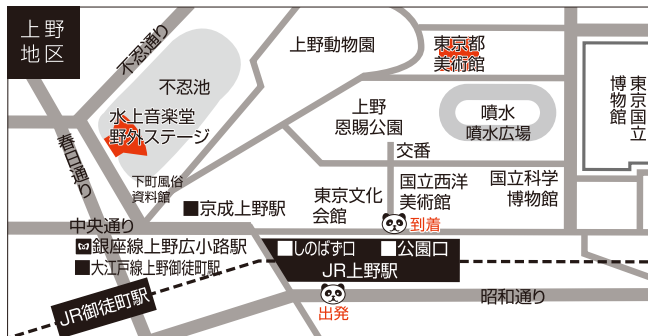 上野
地区
不忍通り
上野動物園
東京都
美術館
不忍池
水上音楽堂
野外ステージ
上野
恩賜公園
噴水
噴水広場
東京国立
博物館
春日通り
交番
下町風俗
資料館
京成上野駅
東京文化
会館
国立西洋
美術館
国立科学
博物館
中央通り
到着
銀座線上野広小路駅
しのばず口
公園口
大江戸線上野御徒町駅
JR上野駅
JR御徒町駅
昭和通り
出発